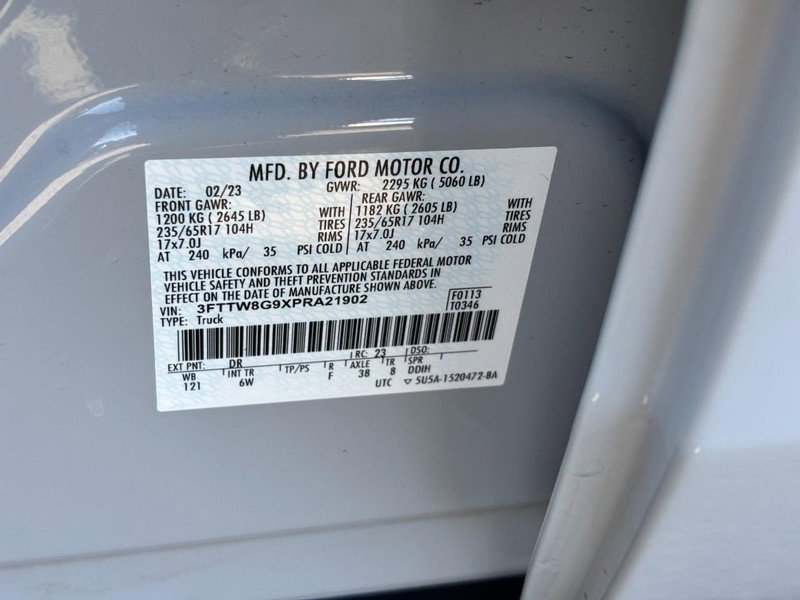 MFD. BY FORD MOTOR CO.
DATE: 02/23 GVWR: 2295 KG ( 5060 LB)
FRONT GAWR: REAR GAWR:
1200 KG ( 2645 LB) WITH 1182 KG ( 2605 LB) WITH
235/65R17 104H TIRES 235/65R17 104H TIRES
17x7.0J RIMS 17x7.0J RIMS
AT 240 kPa/ 35 PSI COLD AT 240 kPa/ 35 PSI COLD
THIS VEHICLE CONFORMS TO ALL APPLICABLE FEDERAL MOTOR
VEHICLE SAFETY AND THEFT PREVENTION STANDARDS IN
EFFECT ON THE DATE OF MANUFACTURE SHOWN ABOVE.
VIN: 3FTTW8G9XPRA21902 F0113
TYPE: Truck T0346
EXT PNT: DR RC: 23 DSO:
WB INT TR TP/PS R AXLE TR SPR
121 6W F 38 8 DDIH
UTC ▽ 5U5A-1520472-BA